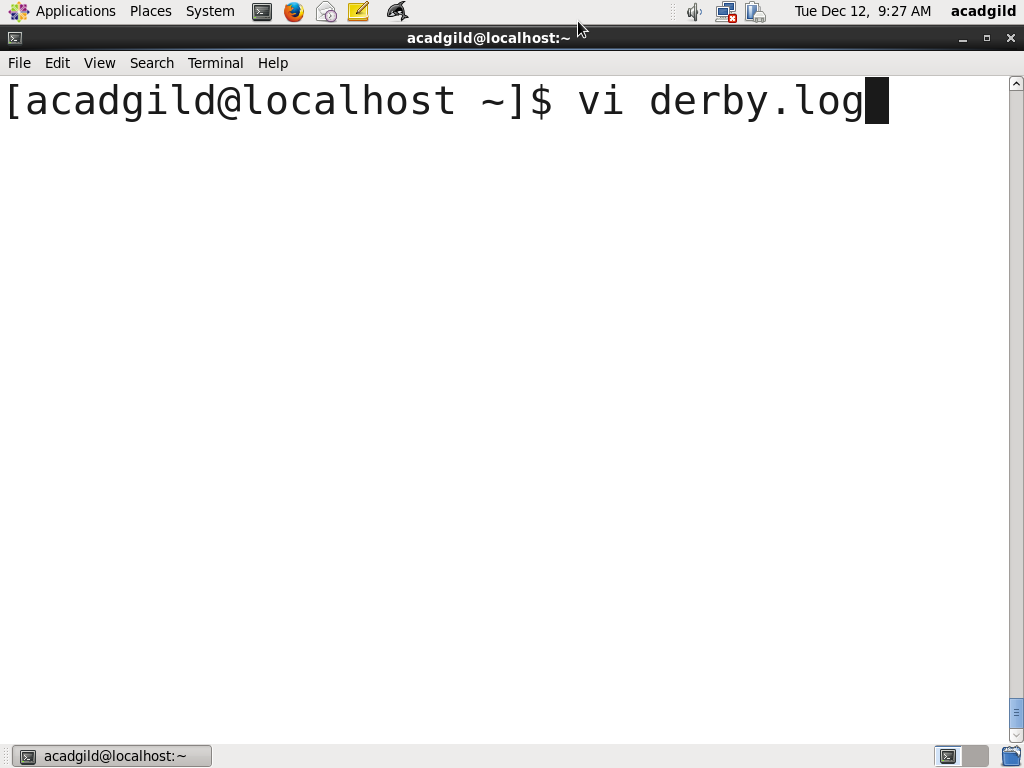 Applications Places System Tue Dec 12, 9:27 AM acadgild
acadgild@localhost:~
File Edit View Search Terminal Help
[acadgild@localhost ~]$ vi derby.log
acadgild@localhost:~